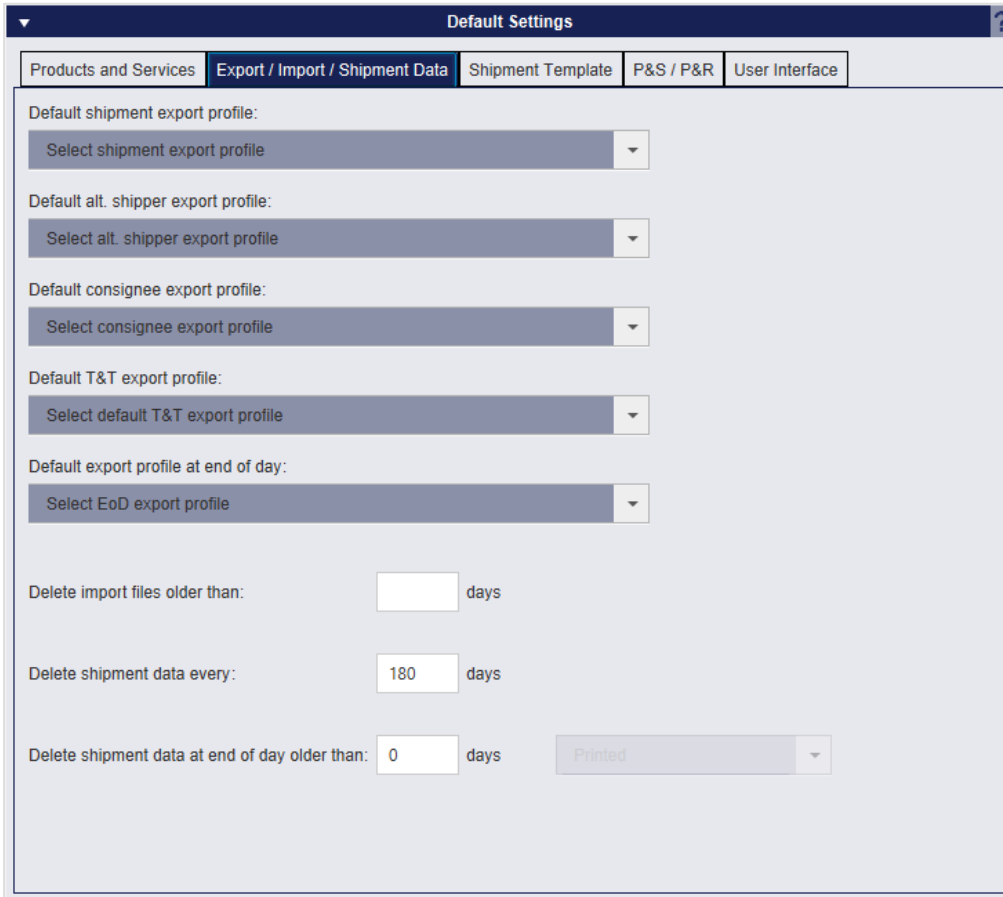 Default Settings
?
Products and Services Export / Import / Shipment Data Shipment Template P&S / P&R User Interface
Default shipment export profile:
Select shipment export profile
Default alt. shipper export profile:
Select alt. shipper export profile
Default consignee export profile:
Select consignee export profile
Default T&T export profile:
Select default T&T export profile
Default export profile at end of day:
Select EoD export profile
Delete import files older than: days
Delete shipment data every: 180 days
Delete shipment data at end of day older than: 0 days Printed